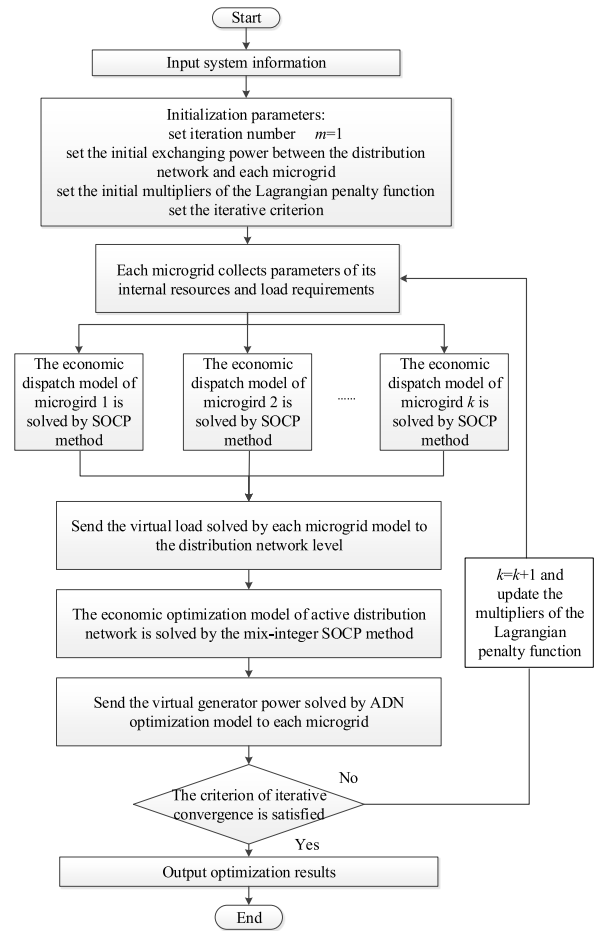 Start
Input system information
Initialization parameters:
set iteration number m=1
set the initial exchanging power between the distribution
network and each microgrid
set the initial multipliers of the Lagrangian penalty function
set the iterative criterion
Each microgrid collects parameters of its
internal resources and load requirements
The economic
dispatch model of
microgird 1 is
solved by SOCP
method
The economic
dispatch model of
microgird 2 is
solved by SOCP
method
......
The economic
dispatch model of
microgird k is
solved by SOCP
method
Send the virtual load solved by each microgrid model to
the distribution network level
k=k+1 and
update the
multipliers of the
Lagrangian
penalty function
The economic optimization model of active distribution
network is solved by the mix-integer SOCP method
Send the virtual generator power solved by ADN
optimization model to each microgrid
No
The criterion of iterative
convergence is satisfied
Yes
Output optimization results
End